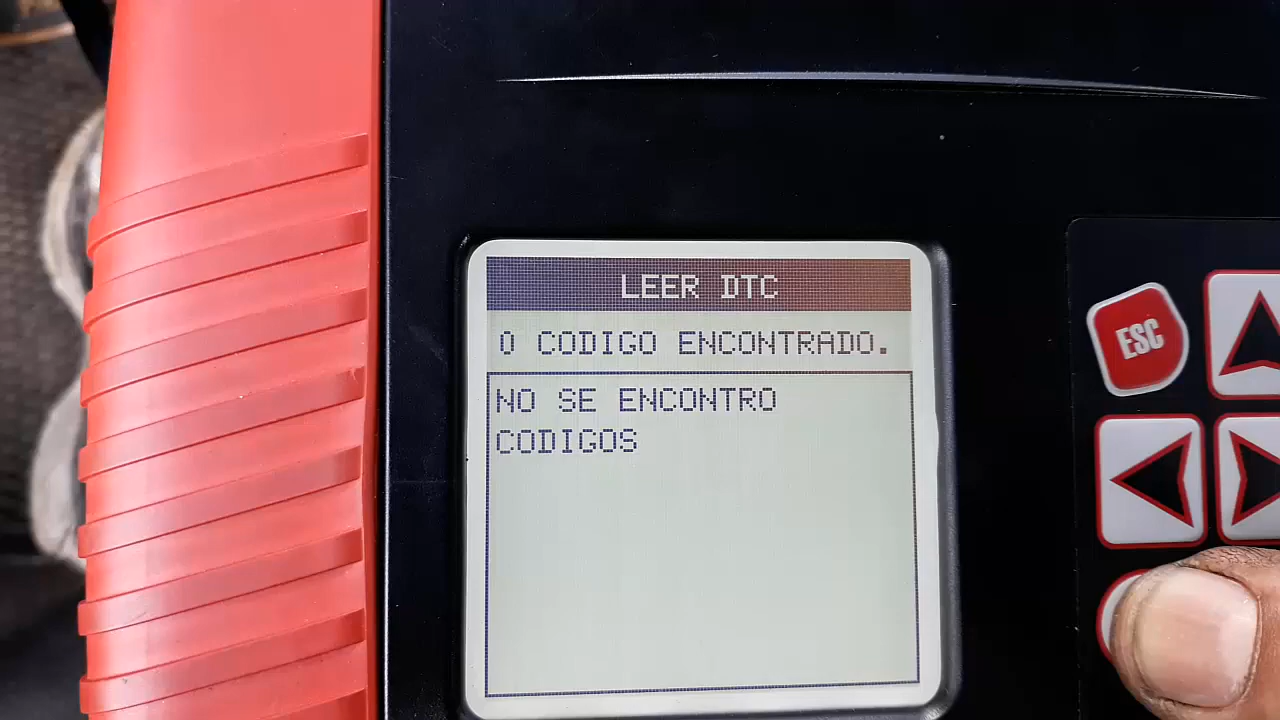 LEER DTC
0 CODIGO ENCONTRADO.
NO SE ENCONTRO
CODIGOS
ESC